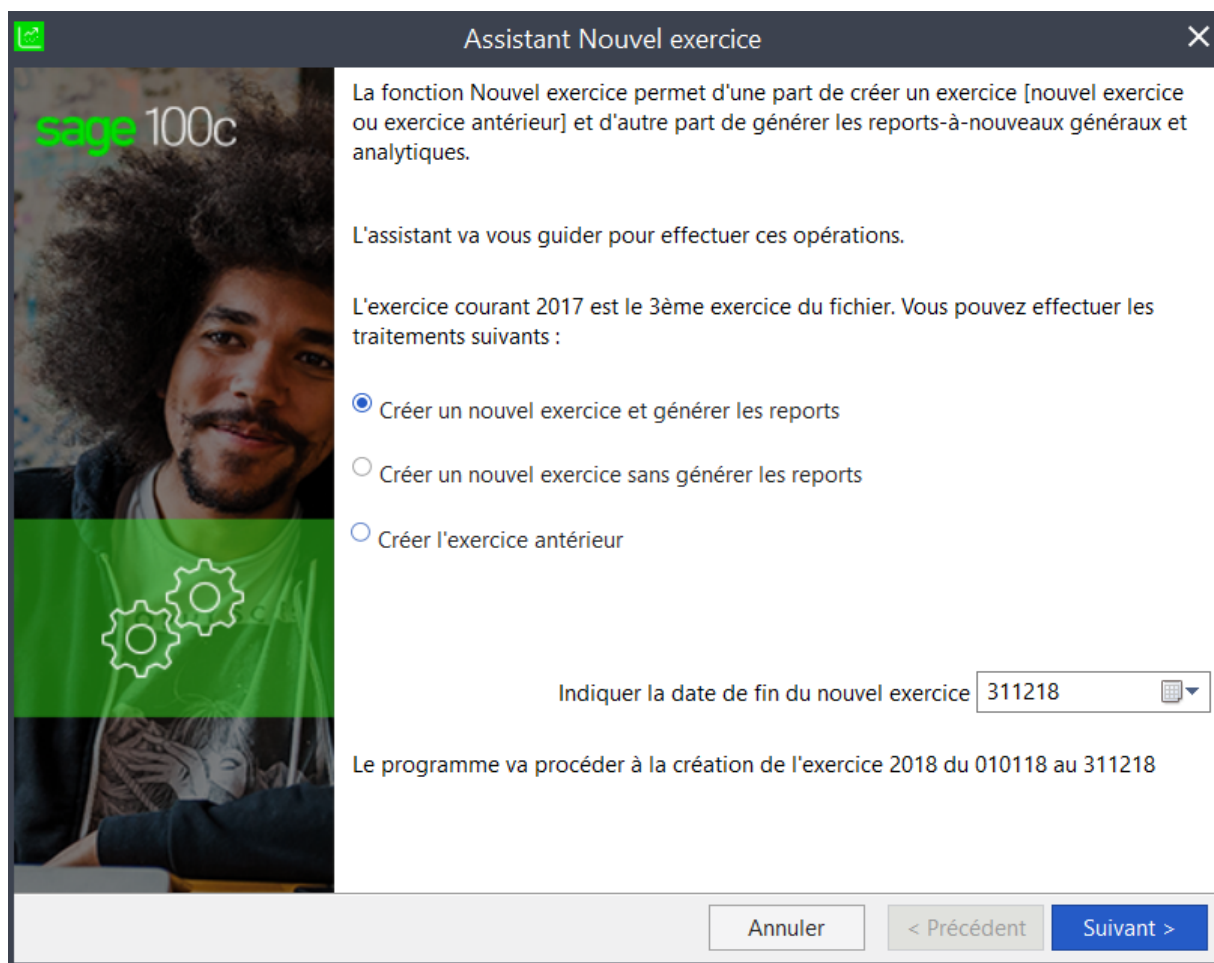 Assistant Nouvel exercice
sage 100c
La fonction Nouvel exercice permet d'une part de créer un exercice [nouvel exercice
ou exercice antérieur] et d'autre part de générer les reports-à-nouveaux généraux et
analytiques.
L'assistant va vous guider pour effectuer ces opérations.
L'exercice courant 2017 est le 3ème exercice du fichier. Vous pouvez effectuer les
traitements suivants :
Créer un nouvel exercice et générer les reports
Créer un nouvel exercice sans générer les reports
Créer l'exercice antérieur
Indiquer la date de fin du nouvel exercice 311218
Le programme va procéder à la création de l'exercice 2018 du 010118 au 311218
Annuler
< Précédent
Suivant >